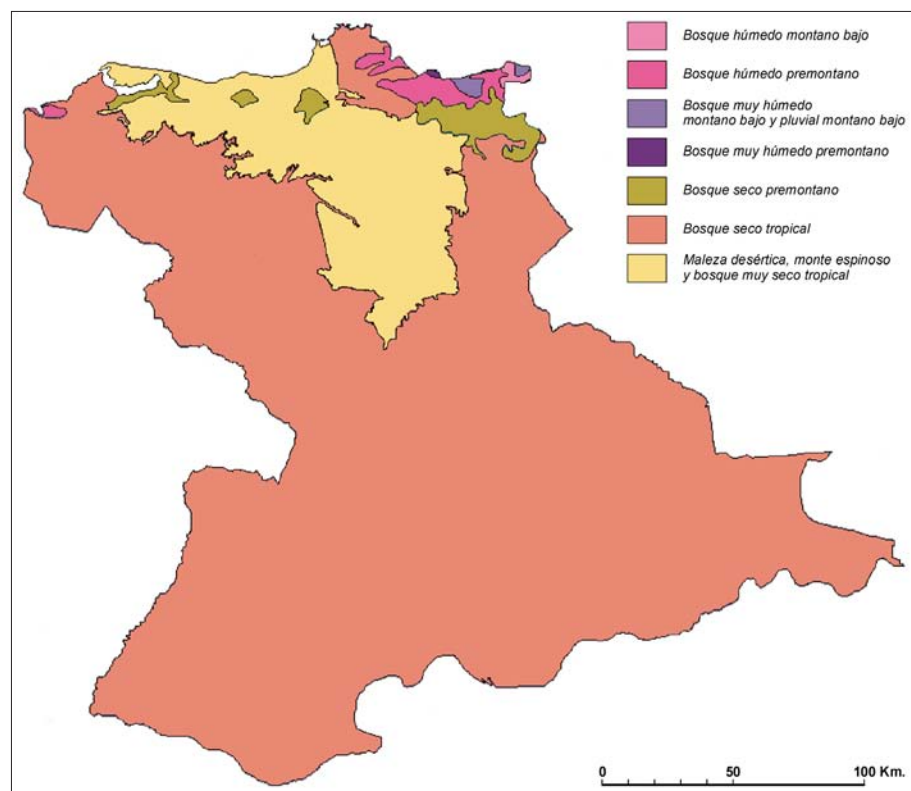 Bosque húmedo montano bajo
Bosque húmedo premontano
Bosque muy húmedo
montano bajo y pluvial montano bajo
Bosque muy húmedo premontano
Bosque seco premontano
Bosque seco tropical
Maleza desértica, monte espinoso
y bosque muy seco tropical
0 50 100 Km.